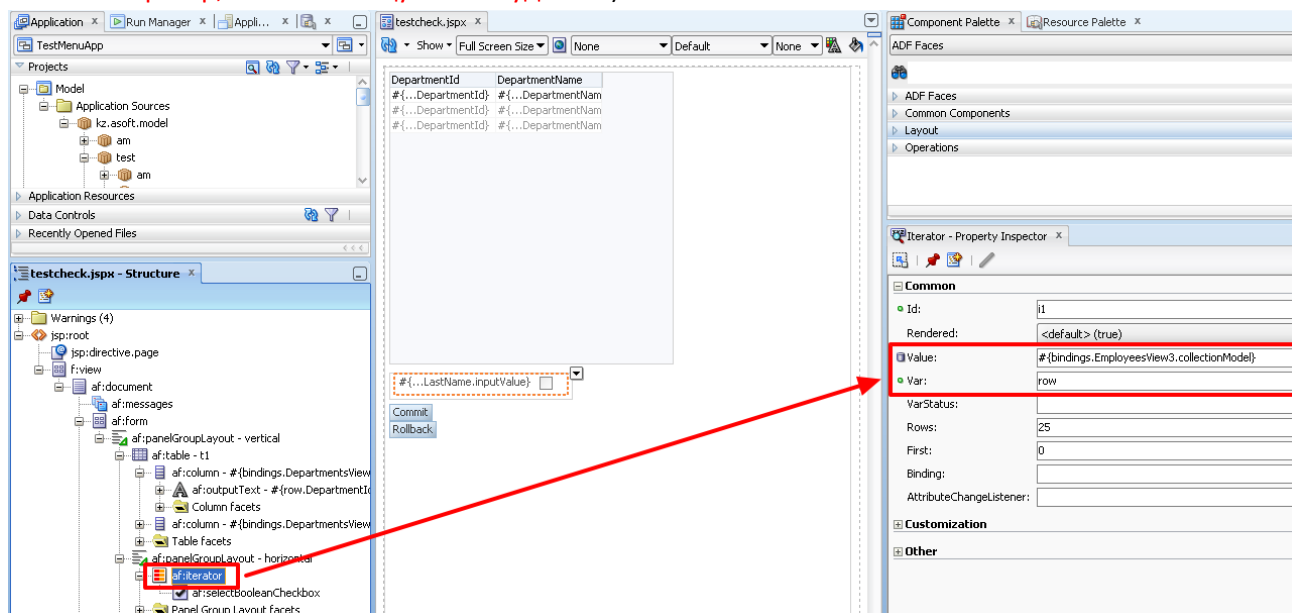 Application x
Run Manager x
Appli... x
x
TestMenuApp
Projects
Model
Application Sources
kz.asoft.model
am
test
am
Application Resources
Data Controls
Recently Opened Files
testcheck.jspx - Structure x
Warnings (4)
jsp:root
jsp:directive.page
f:view
af:document
af:messages
af:form
af:panelGroupLayout - vertical
af:table - t1
af:column - #{bindings.DepartmentsView
af:outputText - #{row.DepartmentId
Column facets
af:column - #{bindings.DepartmentsView
Table facets
af:panelGroupLayout - horizontal
af:iterator
af:selectBooleanCheckbox
Panel Group Layout facets
testcheck.jspx x
Show Full Screen Size None Default None
DepartmentId DepartmentName
#{...DepartmentId} #{...DepartmentNam
#{...DepartmentId} #{...DepartmentNam
#{...DepartmentId} #{...DepartmentNam
#{...LastName.inputValue}
Commit
Rollback
Component Palette x
Resource Palette x
ADF Faces
ADF Faces
Common Components
Layout
Operations
Iterator - Property Inspector x
Common
Id: i1
Rendered: <default> (true)
Value: #{bindings.EmployeesView3.collectionModel}
Var: row
VarStatus:
Rows: 25
First: 0
Binding:
AttributeChangeListener:
Customization
Other